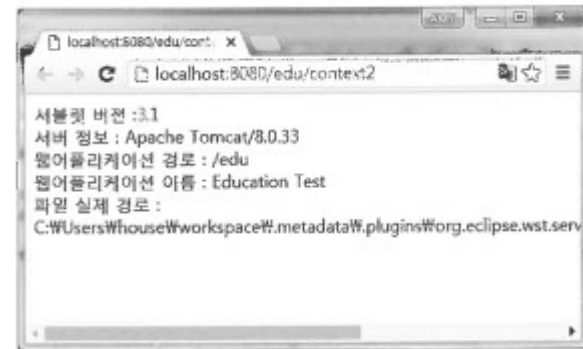 localhost:8080/edu/cont
localhost:8080/edu/context2
서블릿 버젼 :3.1
서버 정보 : Apache Tomcat/8.0.33
웹어플리케이션 경로 : /edu
웹어플리케이션 이름 : Education Test
파일 실제 경로 :
C:₩Users₩house₩workspace₩.metadata₩.plugins₩org.eclipse.wst.serv